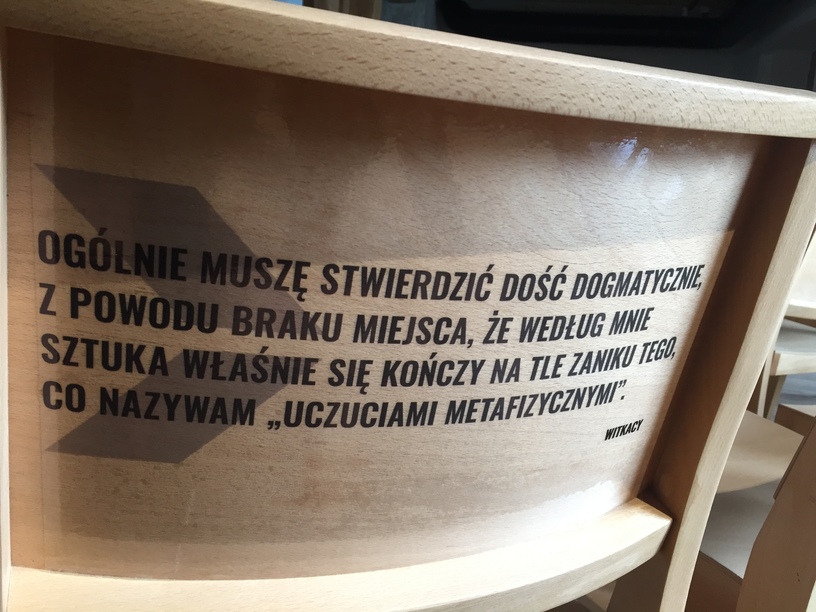 OGÓLNIE MUSZĘ STWIERDZIĆ DOŚĆ DOGMATYCZNIE,
Z POWODU BRAKU MIEJSCA, ŻE WEDŁUG MNIE
SZTUKA WŁAŚNIE SIĘ KOŃCZY NA TLE ZANIKU TEGO,
CO NAZYWAM „UCZUCIAMI METAFIZYCZNYMI”.
WITKACY